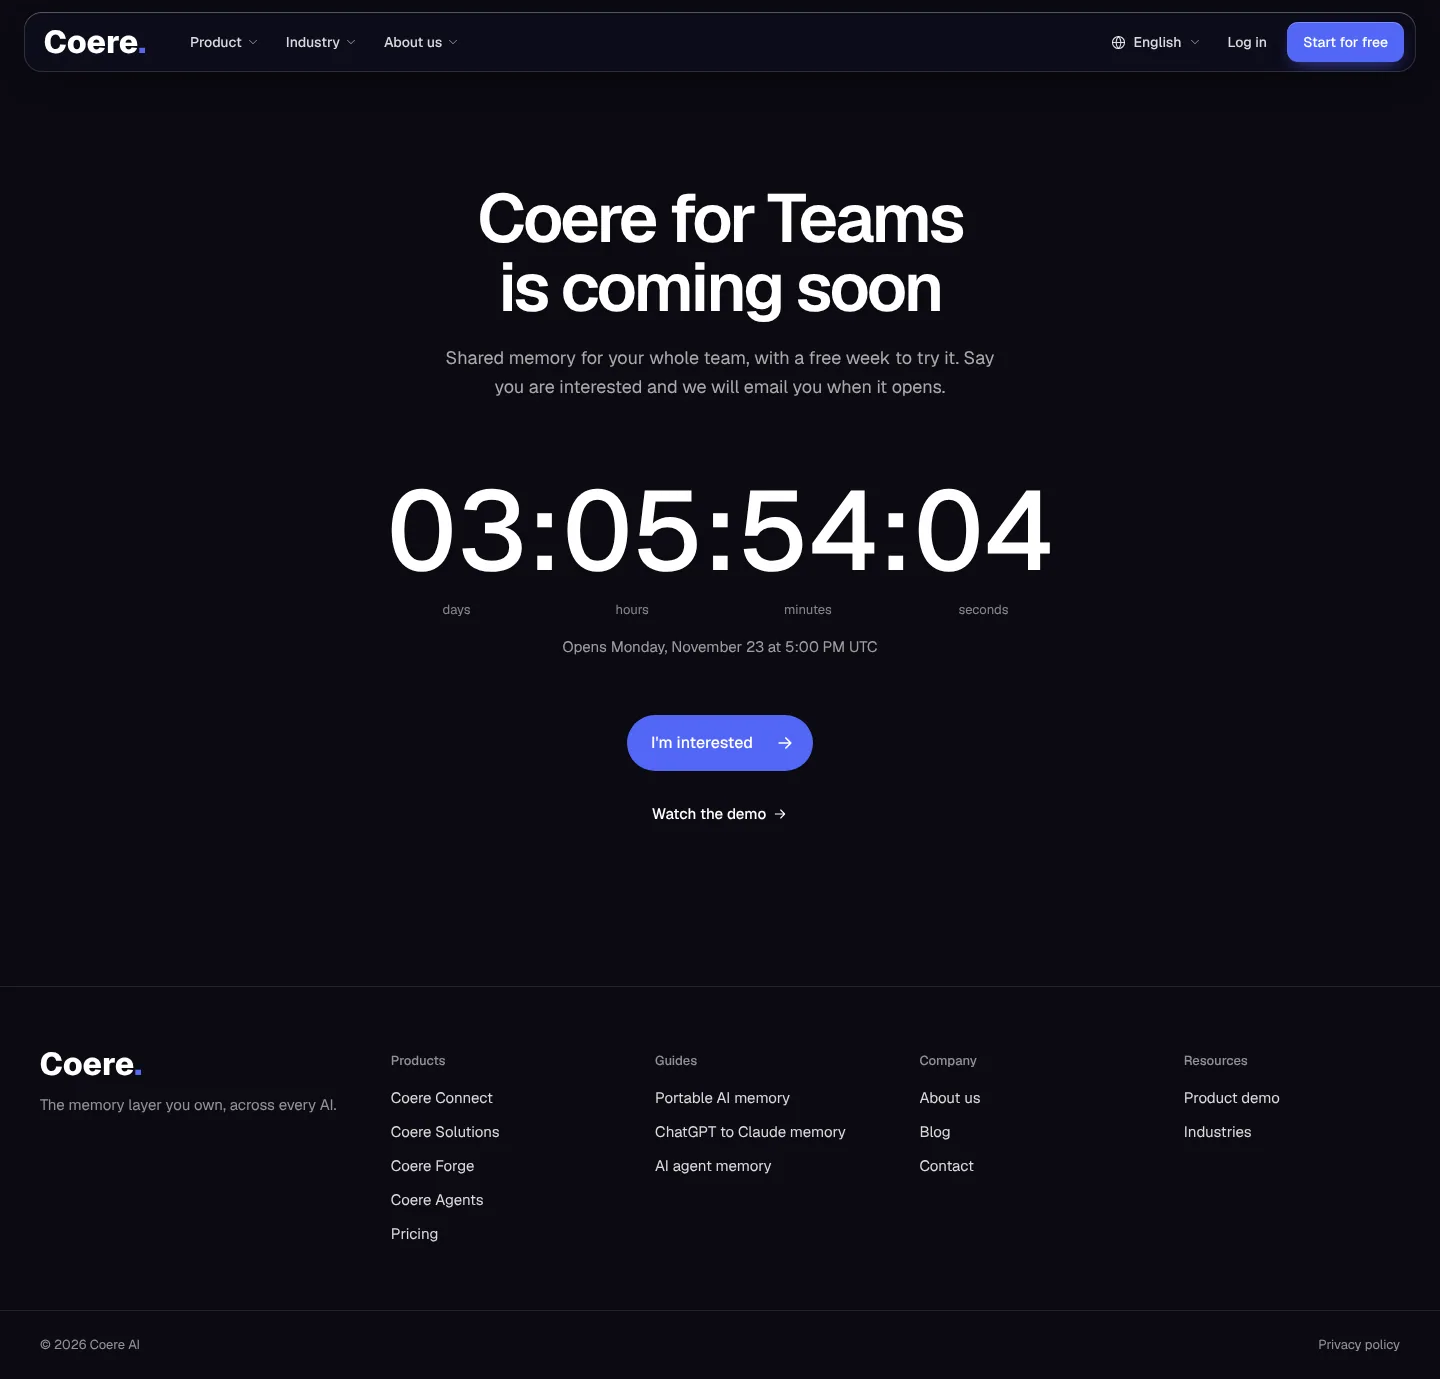 Coere.
Product
Industry
About us
English
Log in
Start for free
Coere for Teams
is coming soon
Shared memory for your whole team, with a free week to try it. Say
you are interested and we will email you when it opens.
03:05:54:04
days
hours
minutes
seconds
Opens Monday, November 23 at 5:00 PM UTC
I'm interested →
Watch the demo →
Coere.
The memory layer you own, across every AI.
Products
Coere Connect
Coere Solutions
Coere Forge
Coere Agents
Pricing
Guides
Portable AI memory
ChatGPT to Claude memory
AI agent memory
Company
About us
Blog
Contact
Resources
Product demo
Industries
© 2026 Coere AI
Privacy policy